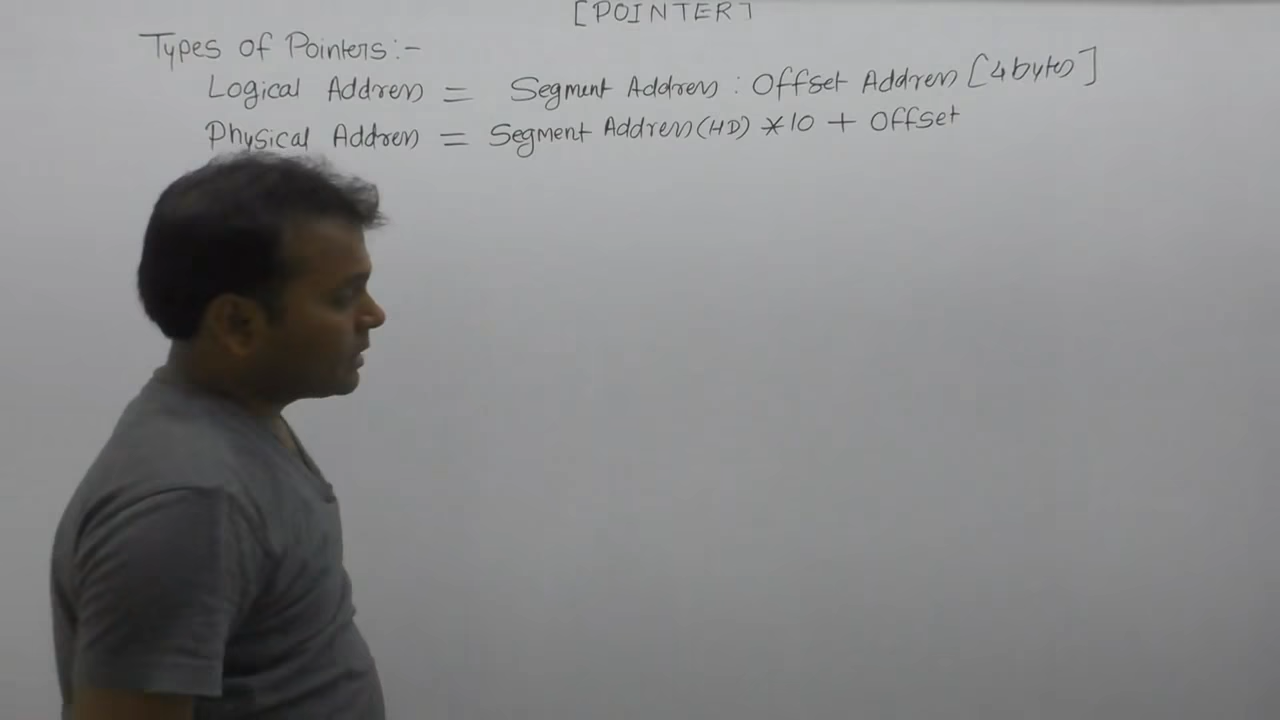 [POINTER]
Types of Pointers:-
Logical Address = Segment Address : Offset Address [4 bytes]
Physical Address = Segment Address (HD) * 10 + Offset